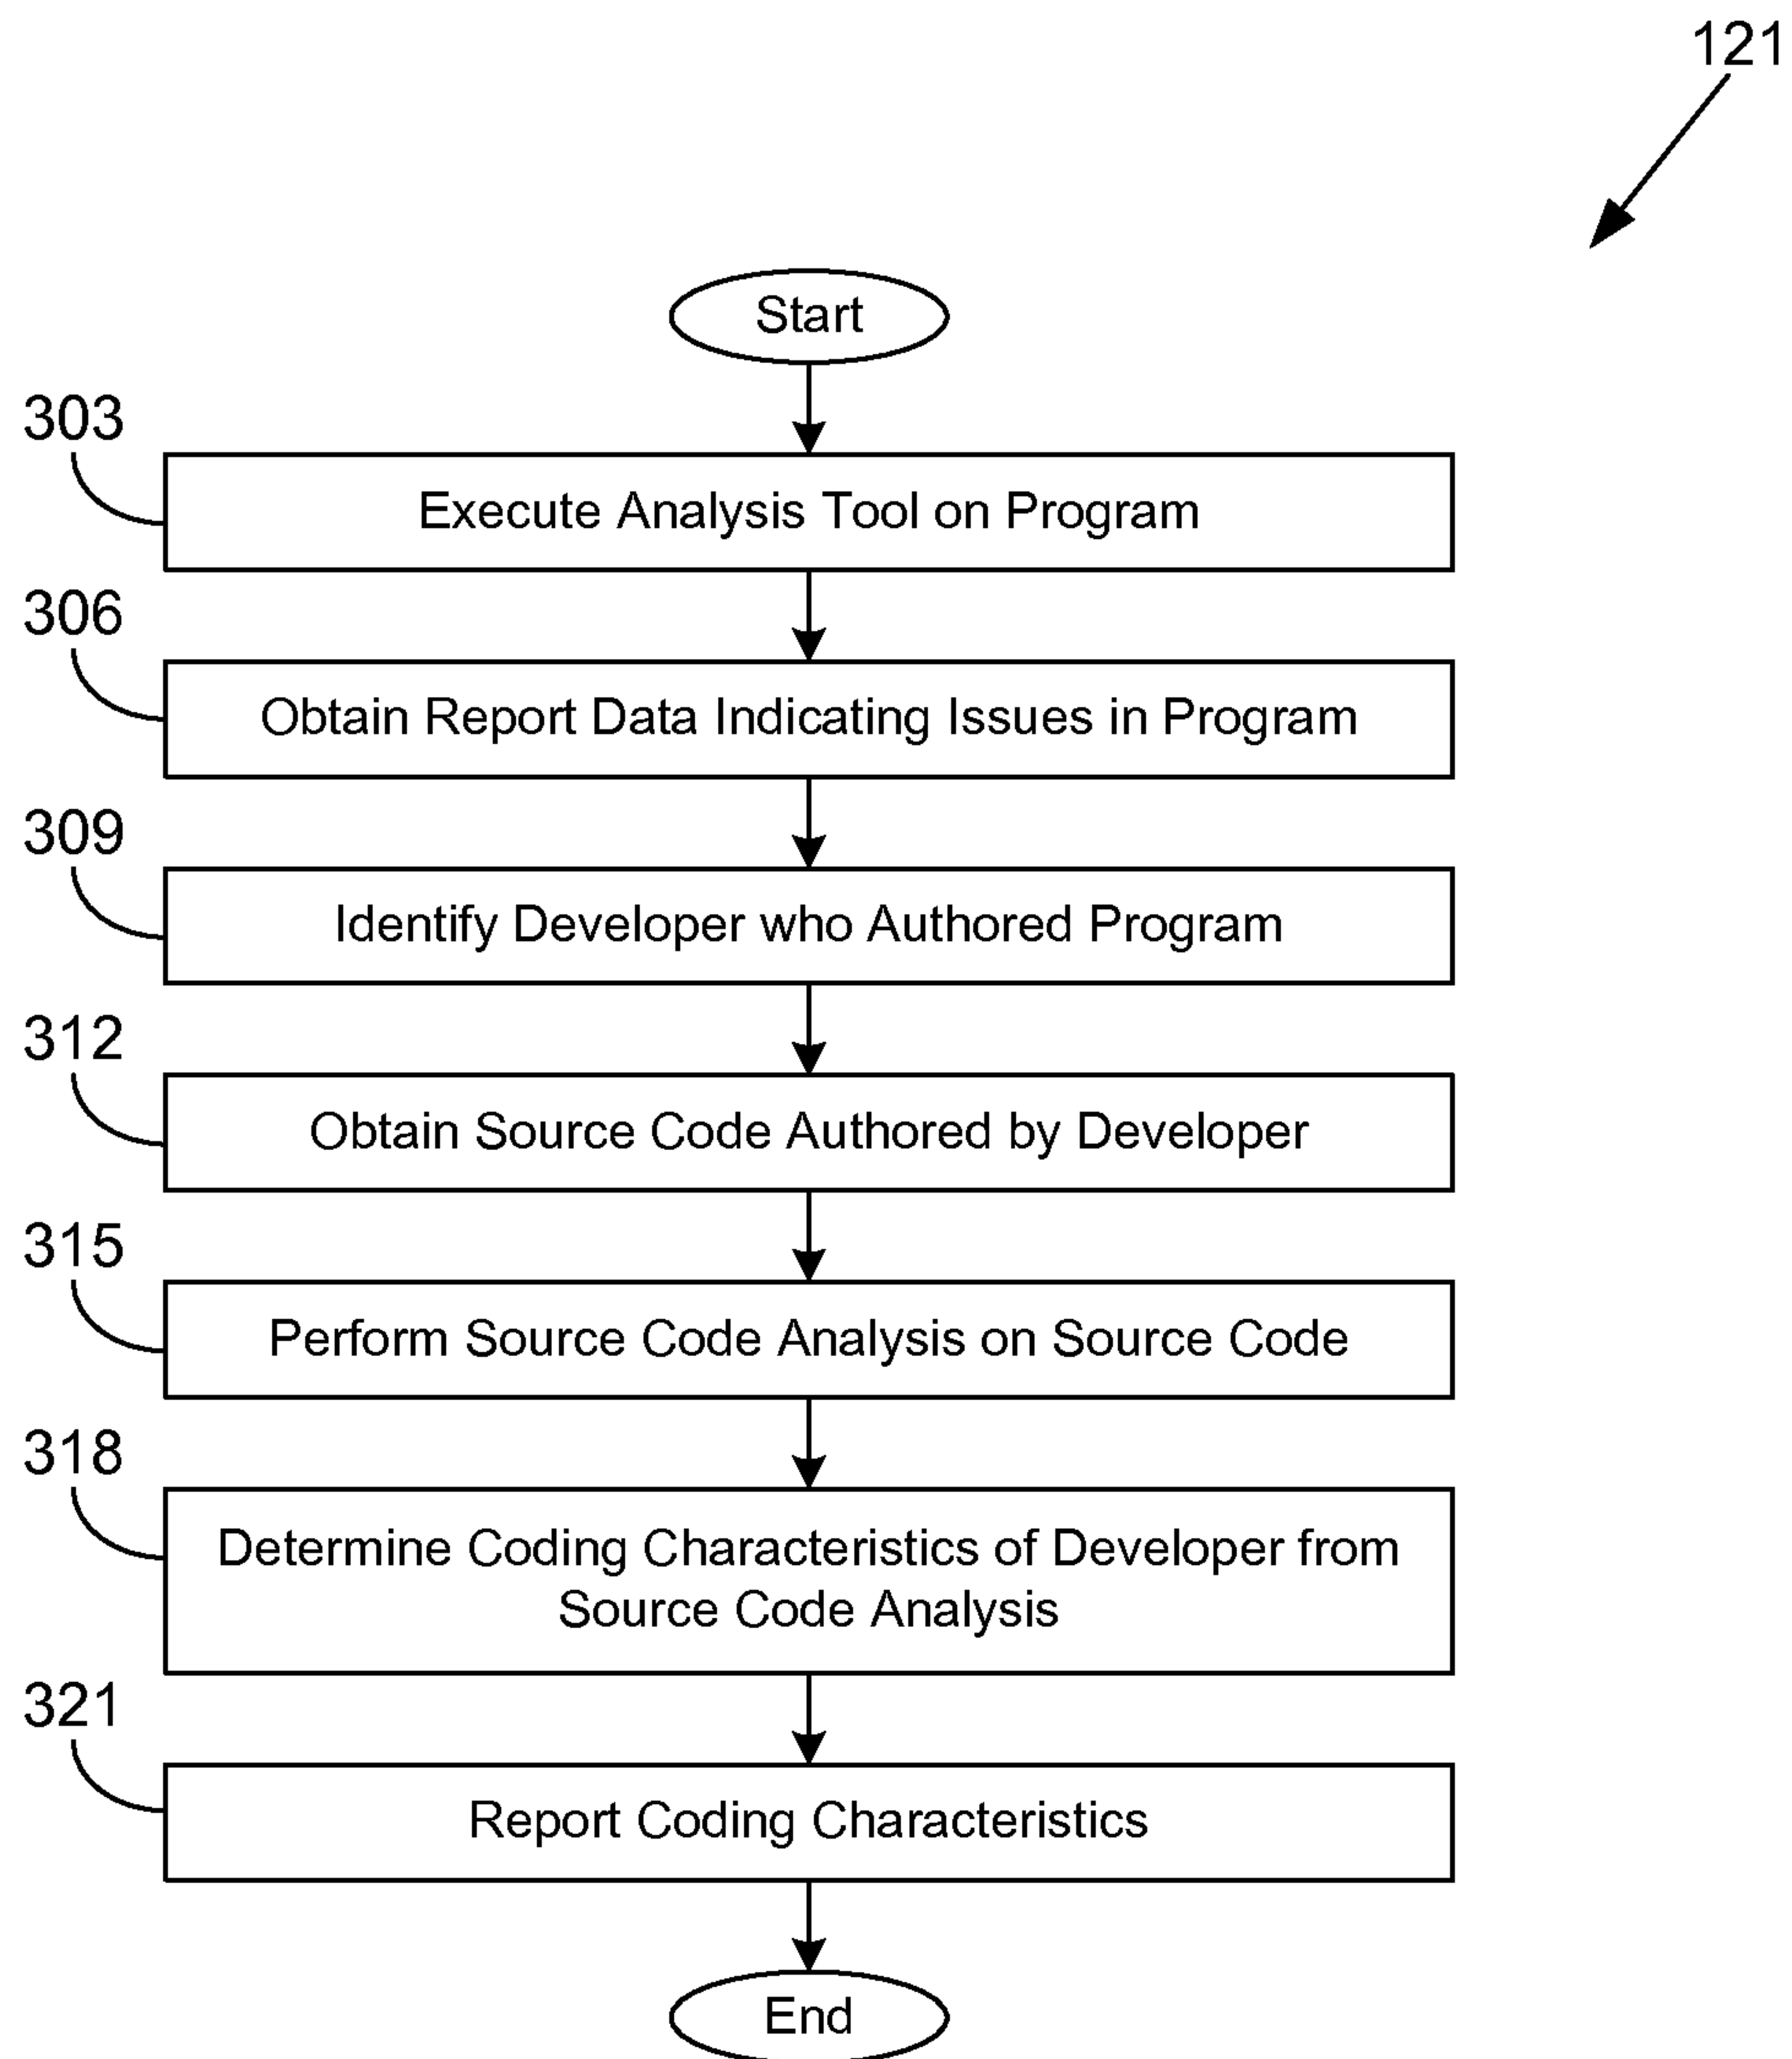 121
Start
303
Execute Analysis Tool on Program
306
Obtain Report Data Indicating Issues in Program
309
Identify Developer who Authored Program
312
Obtain Source Code Authored by Developer
315
Perform Source Code Analysis on Source Code
318
Determine Coding Characteristics of Developer from
Source Code Analysis
321
Report Coding Characteristics
End